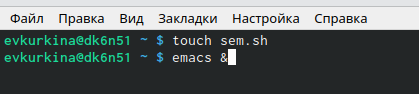 Файл Правка Вид Закладки Настройка Справка
evkurkina@dk6n51 ~ $ touch sem.sh
evkurkina@dk6n51 ~ $ emacs &